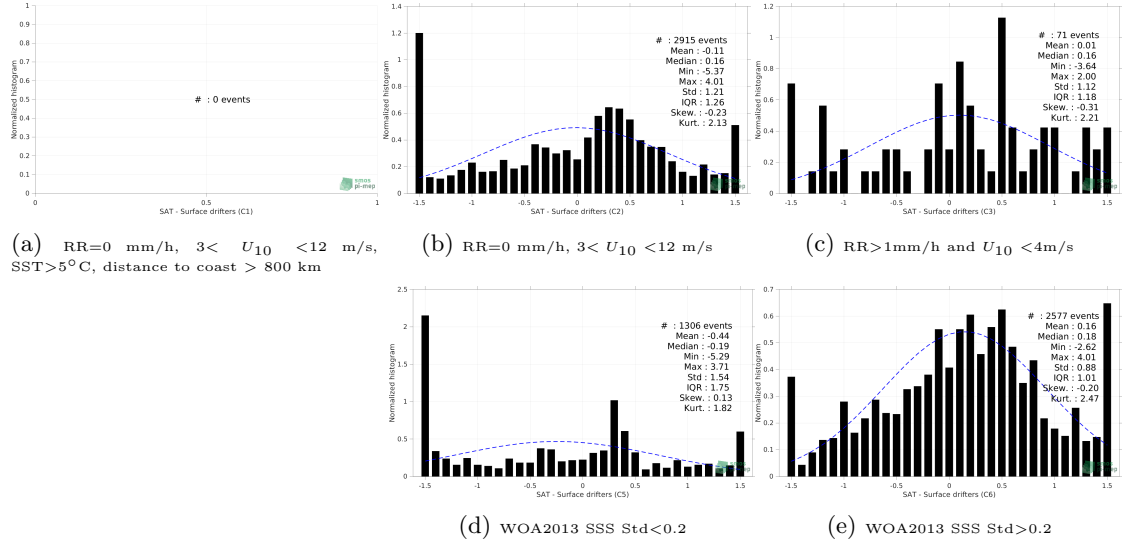 1
0.9
0.8
0.7
0.6
0.5
0.4
0.3
0.2
0.1
0
Normalized histogram
# : 0 events
smos
pi-mep
0 0.5 1
SAT - Surface drifters (C1)
(a) RR=0 mm/h, 3< U10 <12 m/s,
SST>5°C, distance to coast > 800 km
1.4
1.2
1
0.8
0.6
0.4
0.2
0
Normalized histogram
# : 2915 events
Mean : -0.11
Median : 0.16
Min : -5.37
Max : 4.01
Std : 1.21
IQR : 1.26
Skew. : -0.23
Kurt. : 2.13
smos
pi-mep
-1.5 -1 -0.5 0 0.5 1 1.5
SAT - Surface drifters (C2)
(b) RR=0 mm/h, 3< U10 <12 m/s
1.2
1
0.8
0.6
0.4
0.2
0
Normalized histogram
# : 71 events
Mean : 0.01
Median : 0.16
Min : -3.64
Max : 2.00
Std : 1.12
IQR : 1.18
Skew. : -0.31
Kurt. : 2.21
smos
pi-mep
-1.5 -1 -0.5 0 0.5 1 1.5
SAT - Surface drifters (C3)
(c) RR>1mm/h and U10 <4m/s
2.5
2
1.5
1
0.5
0
Normalized histogram
# : 1306 events
Mean : -0.44
Median : -0.19
Min : -5.29
Max : 3.71
Std : 1.54
IQR : 1.75
Skew. : 0.13
Kurt. : 1.82
smos
pi-mep
-1.5 -1 -0.5 0 0.5 1 1.5
SAT - Surface drifters (C5)
(d) WOA2013 SSS Std<0.2
0.7
0.6
0.5
0.4
0.3
0.2
0.1
0
Normalized histogram
# : 2577 events
Mean : 0.16
Median : 0.18
Min : -2.62
Max : 4.01
Std : 0.88
IQR : 1.01
Skew. : -0.20
Kurt. : 2.47
smos
pi-mep
-1.5 -1 -0.5 0 0.5 1 1.5
SAT - Surface drifters (C6)
(e) WOA2013 SSS Std>0.2